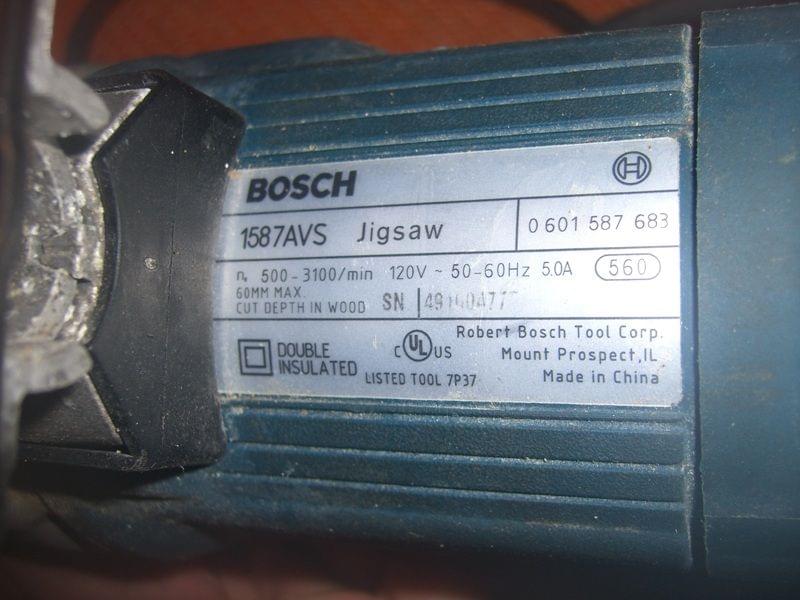 BOSCH
1587AVS Jigsaw 0 601 587 683
n₀ 500-3100/min 120V ~ 50-60Hz 5.0A 560
60MM MAX.
CUT DEPTH IN WOOD SN
DOUBLE
INSULATED
C UL US
LISTED TOOL 7P37
Robert Bosch Tool Corp.
Mount Prospect, IL
Made in China